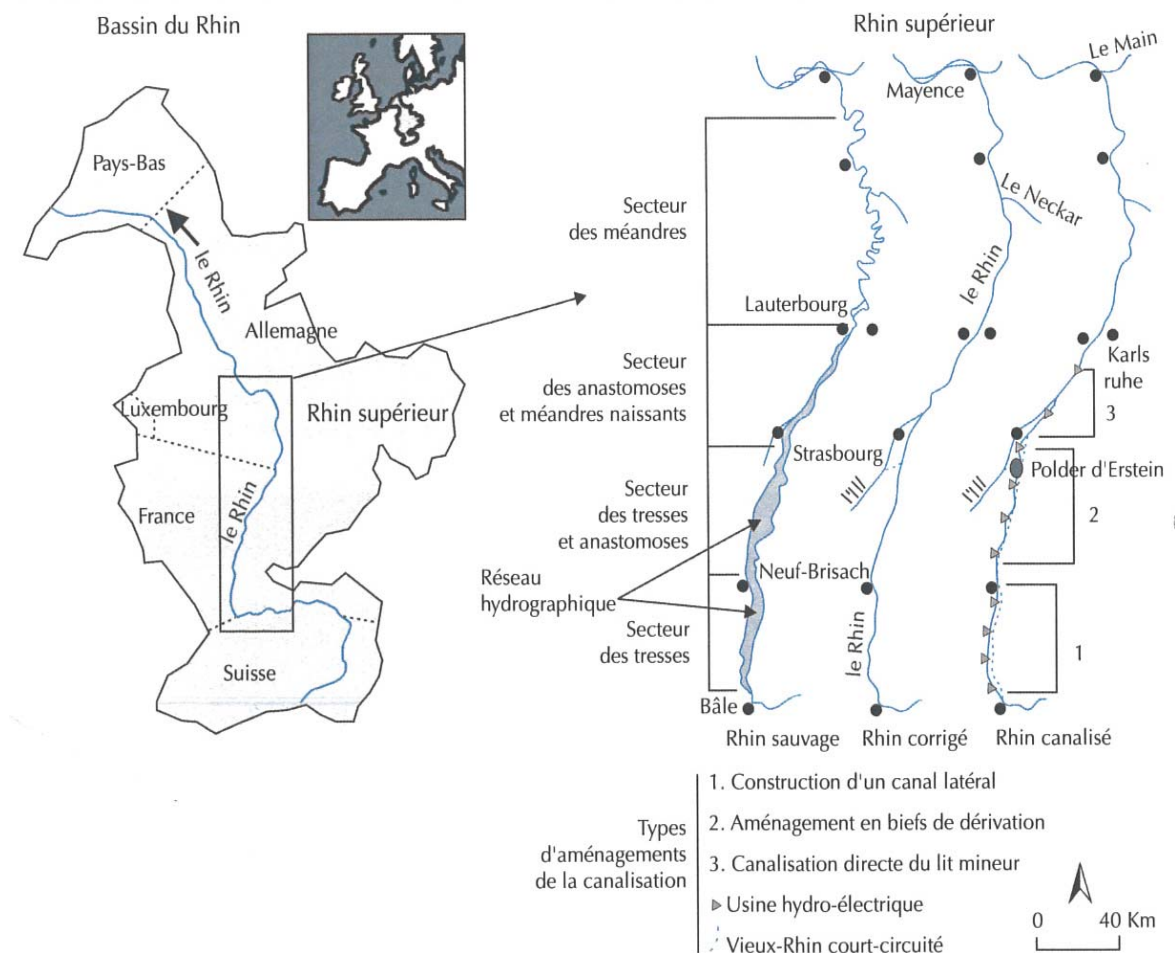 Bassin du Rhin
Pays-Bas
le Rhin
Allemagne
Luxembourg
Rhin supérieur
France
le Rhin
Suisse
Rhin supérieur
Le Main
Mayence
Secteur
des méandres
Le Neckar
le Rhin
Lauterbourg
Secteur
des anastomoses
et méandres naissants
Karls
ruhe
3
Strasbourg
l'Ill
l'Ill
Polder d'Erstein
Secteur
des tresses
et anastomoses
2
Réseau
hydrographique
Neuf-Brisach
Secteur
des tresses
le Rhin
1
Bâle
Rhin sauvage
Rhin corrigé
Rhin canalisé
Types
d'aménagements
de la canalisation
1. Construction d'un canal latéral
2. Aménagement en biefs de dérivation
3. Canalisation directe du lit mineur
Usine hydro-électrique
Vieux-Rhin court-circuité
0 40 Km